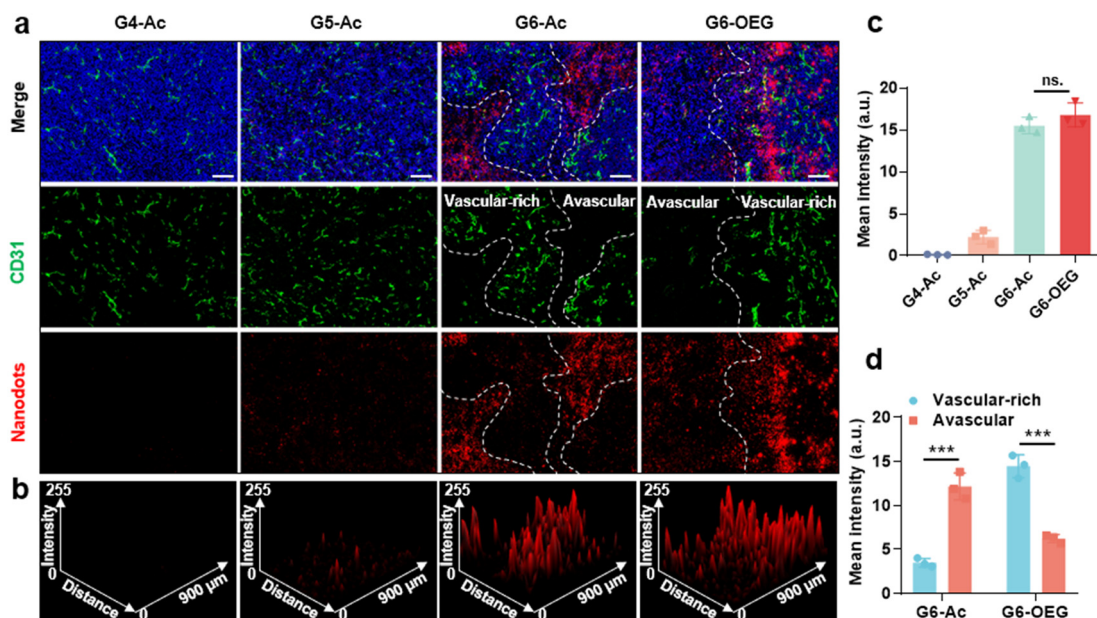 a
G4-Ac G5-Ac G6-Ac G6-OEG
Merge
CD31
Vascular-rich Avascular Avascular Vascular-rich
Nanodots
b
255 255 255 255
Intensity Intensity Intensity Intensity
0 0 0 0
Distance 900 μm Distance 900 μm Distance 900 μm Distance 900 μm
0 0 0 0
c
Mean Intensity (a.u.)
ns.
20
15
10
5
0
G4-Ac G5-Ac G6-Ac G6-OEG
d
Vascular-rich
Avascular
Mean intensity (a.u.)
20
15
10
5
0
*** ***
G6-Ac G6-OEG